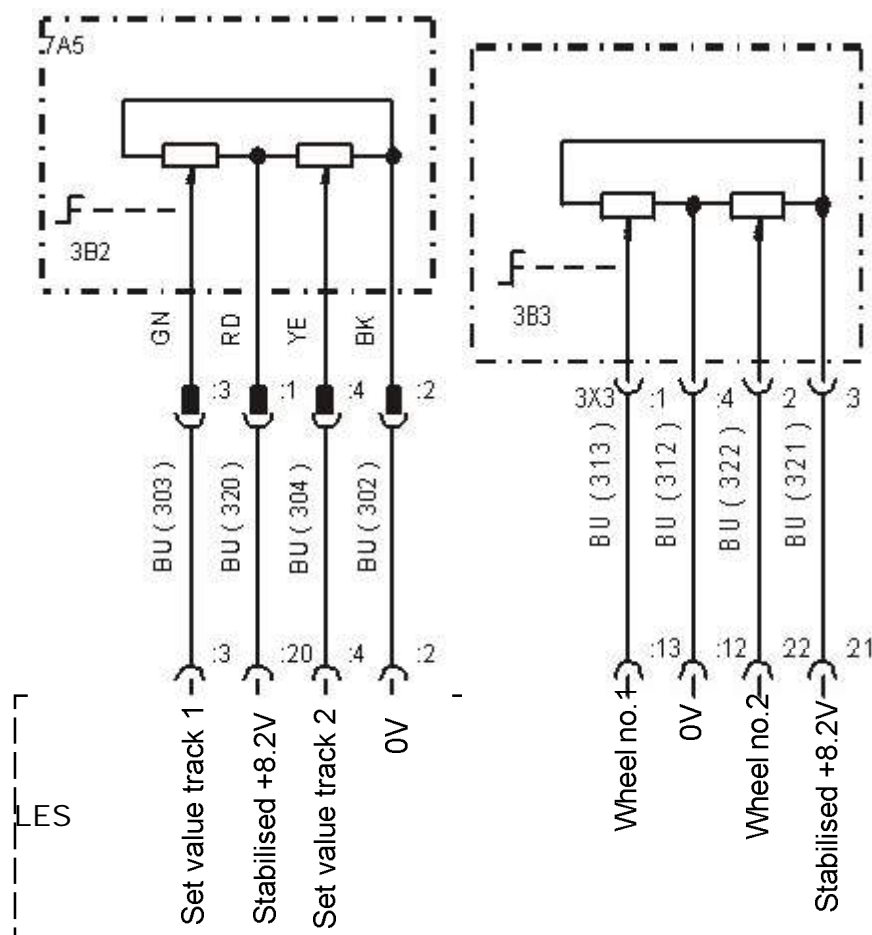 7A5
3B2
3B3
GN
RD
YE
BK
:3
:1
:4
:2
3X3
:1
:4
2
:3
BU ( 303 )
BU ( 320 )
BU ( 304 )
BU ( 302 )
BU ( 313 )
BU ( 312 )
BU ( 322 )
BU ( 321 )
:3
:20
:4
:2
:13
:12
22
21
Set value track 1
Stabilised +8.2V
Set value track 2
0V
Wheel no.1
0V
Wheel no.2
Stabilised +8.2V
LES